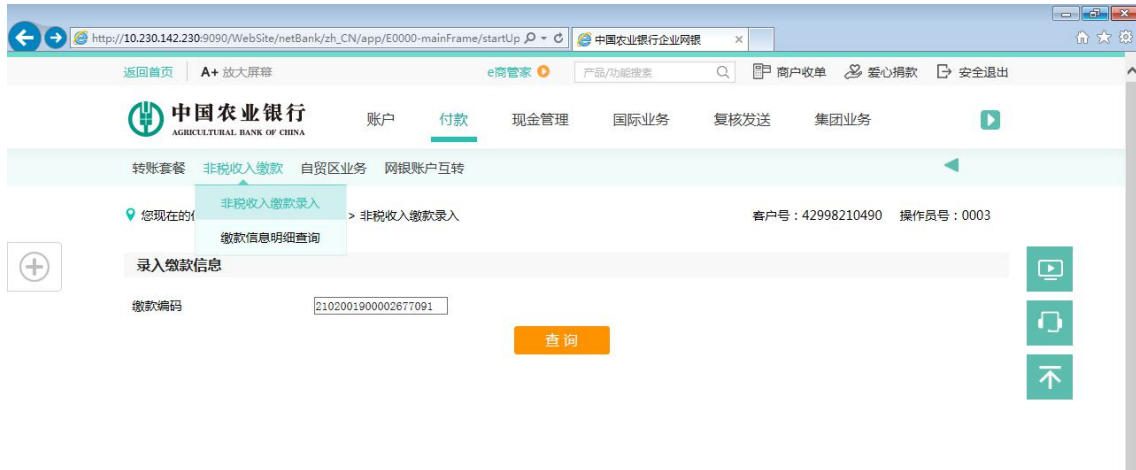 http://10.230.142.230:9090/WebSite/netBank/zh_CN/app/E0000-mainFrame/startUp 中国农业银行企业网银 ×
返回首页 A+ 放大屏幕 e商管家 产品/功能搜索 商户收单 爱心捐款 安全退出
中国农业银行 账户 付款 现金管理 国际业务 复核发送 集团业务
AGRICULTURAL BANK OF CHINA
转账套餐 非税收入缴款 自贸区业务 网银账户互转
非税收入缴款录入
您现在的 > 非税收入缴款录入 客户号:42998210490 操作员号:0003
缴款信息明细查询
录入缴款信息
缴款编码 2102001900002677091
查询